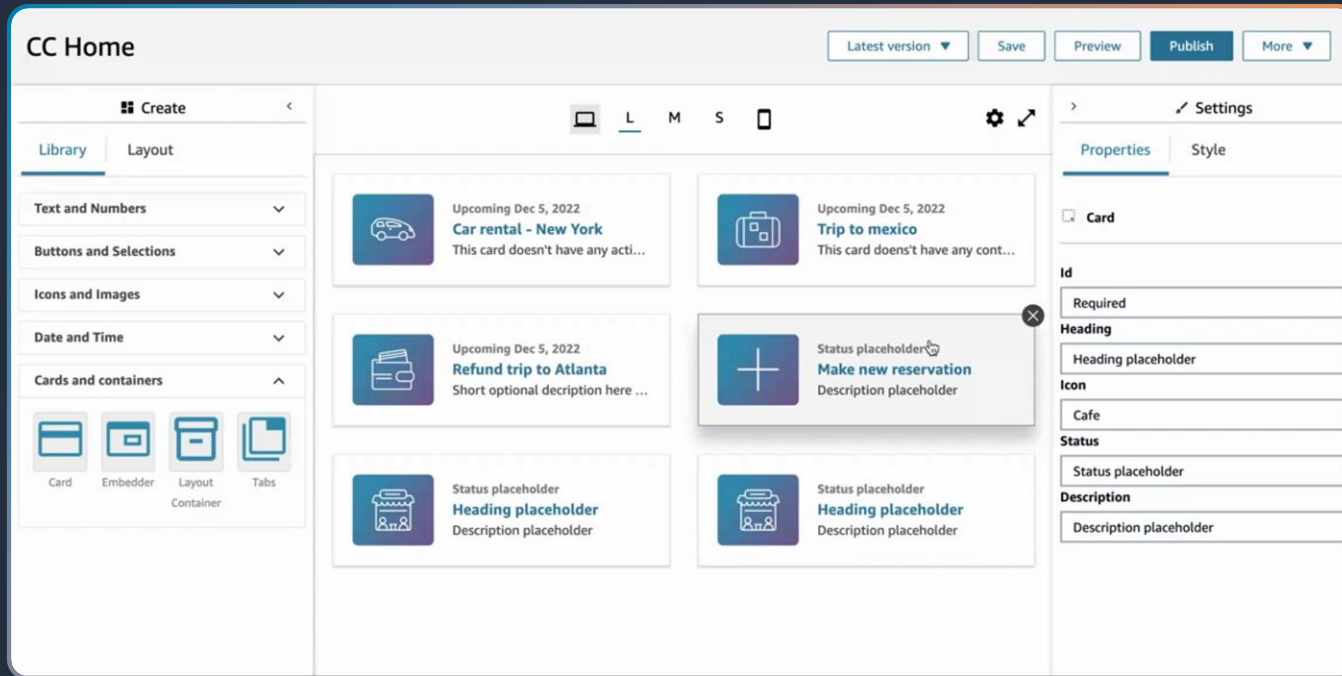 CC Home
Latest version
Save
Preview
Publish
More
Create
Library
Layout
Text and Numbers
Buttons and Selections
Icons and Images
Date and Time
Cards and containers
Card
Embedder
Layout
Container
Tabs
L
M
S
Upcoming Dec 5, 2022
Car rental - New York
This card doesn't have any acti...
Upcoming Dec 5, 2022
Trip to mexico
This card doens't have any cont...
Upcoming Dec 5, 2022
Refund trip to Atlanta
Short optional decription here ...
Status placeholder
Make new reservation
Description placeholder
Status placeholder
Heading placeholder
Description placeholder
Status placeholder
Heading placeholder
Description placeholder
Settings
Properties
Style
Card
Id
Required
Heading
Heading placeholder
Icon
Cafe
Status
Status placeholder
Description
Description placeholder